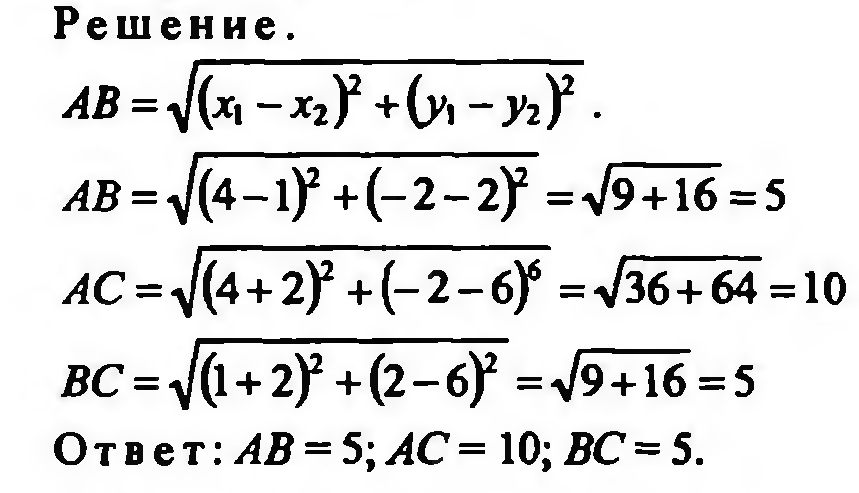 Решение.
AB = √((x₁ − x₂)² + (y₁ − y₂)²) .
AB = √((4−1)² + (−2−2)²) = √(9+16) = 5
AC = √((4+2)² + (−2−6)⁶) = √(36+64) = 10
BC = √((1+2)² + (2−6)²) = √(9+16) = 5
Ответ: AB = 5; AC = 10; BC = 5.